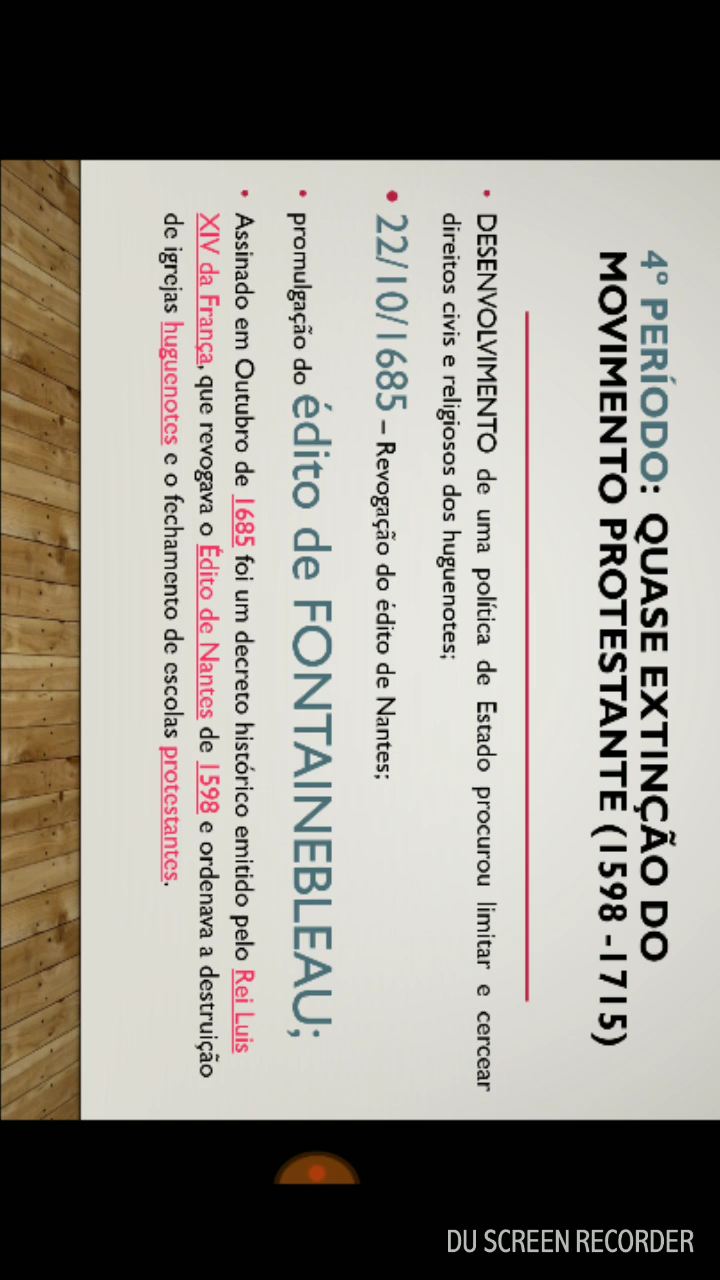 4º PERÍODO: QUASE EXTINÇÃO DO
MOVIMENTO PROTESTANTE (1598 -1715)
• DESENVOLVIMENTO de uma política de Estado procurou limitar e cercear
direitos civis e religiosos dos huguenotes;
• 22/10/1685 – Revogação do édito de Nantes;
• promulgação do édito de FONTAINEBLEAU;
• Assinado em Outubro de 1685 foi um decreto histórico emitido pelo Rei Luis
XIV da França, que revogava o Édito de Nantes de 1598 e ordenava a destruição
de igrejas huguenotes e o fechamento de escolas protestantes.
DU SCREEN RECORDER